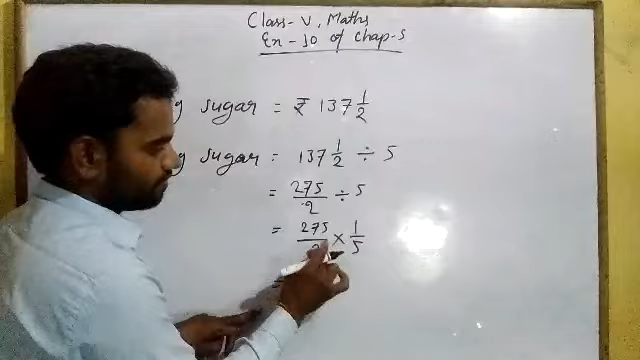 Class-V, Maths
Ex-10 of Chap-5
g sugar = ₹ 137 1/2
g sugar = 137 1/2 ÷ 5
= 275/2 ÷ 5
= 275/2 × 1/5
=